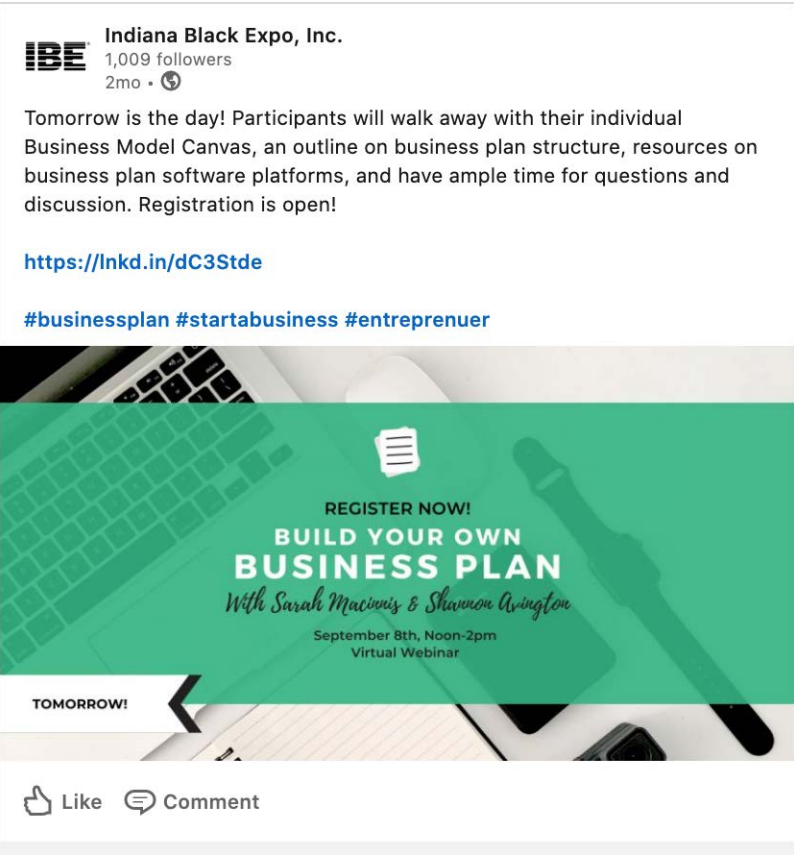 IBE
Indiana Black Expo, Inc.
1,009 followers
2mo •
Tomorrow is the day! Participants will walk away with their individual
Business Model Canvas, an outline on business plan structure, resources on
business plan software platforms, and have ample time for questions and
discussion. Registration is open!
https://lnkd.in/dC3Stde
#businessplan #startabusiness #entreprenuer
REGISTER NOW!
BUILD YOUR OWN
BUSINESS PLAN
With Sarah Macinnis & Shannon Avington
September 8th, Noon-2pm
Virtual Webinar
TOMORROW!
Like Comment